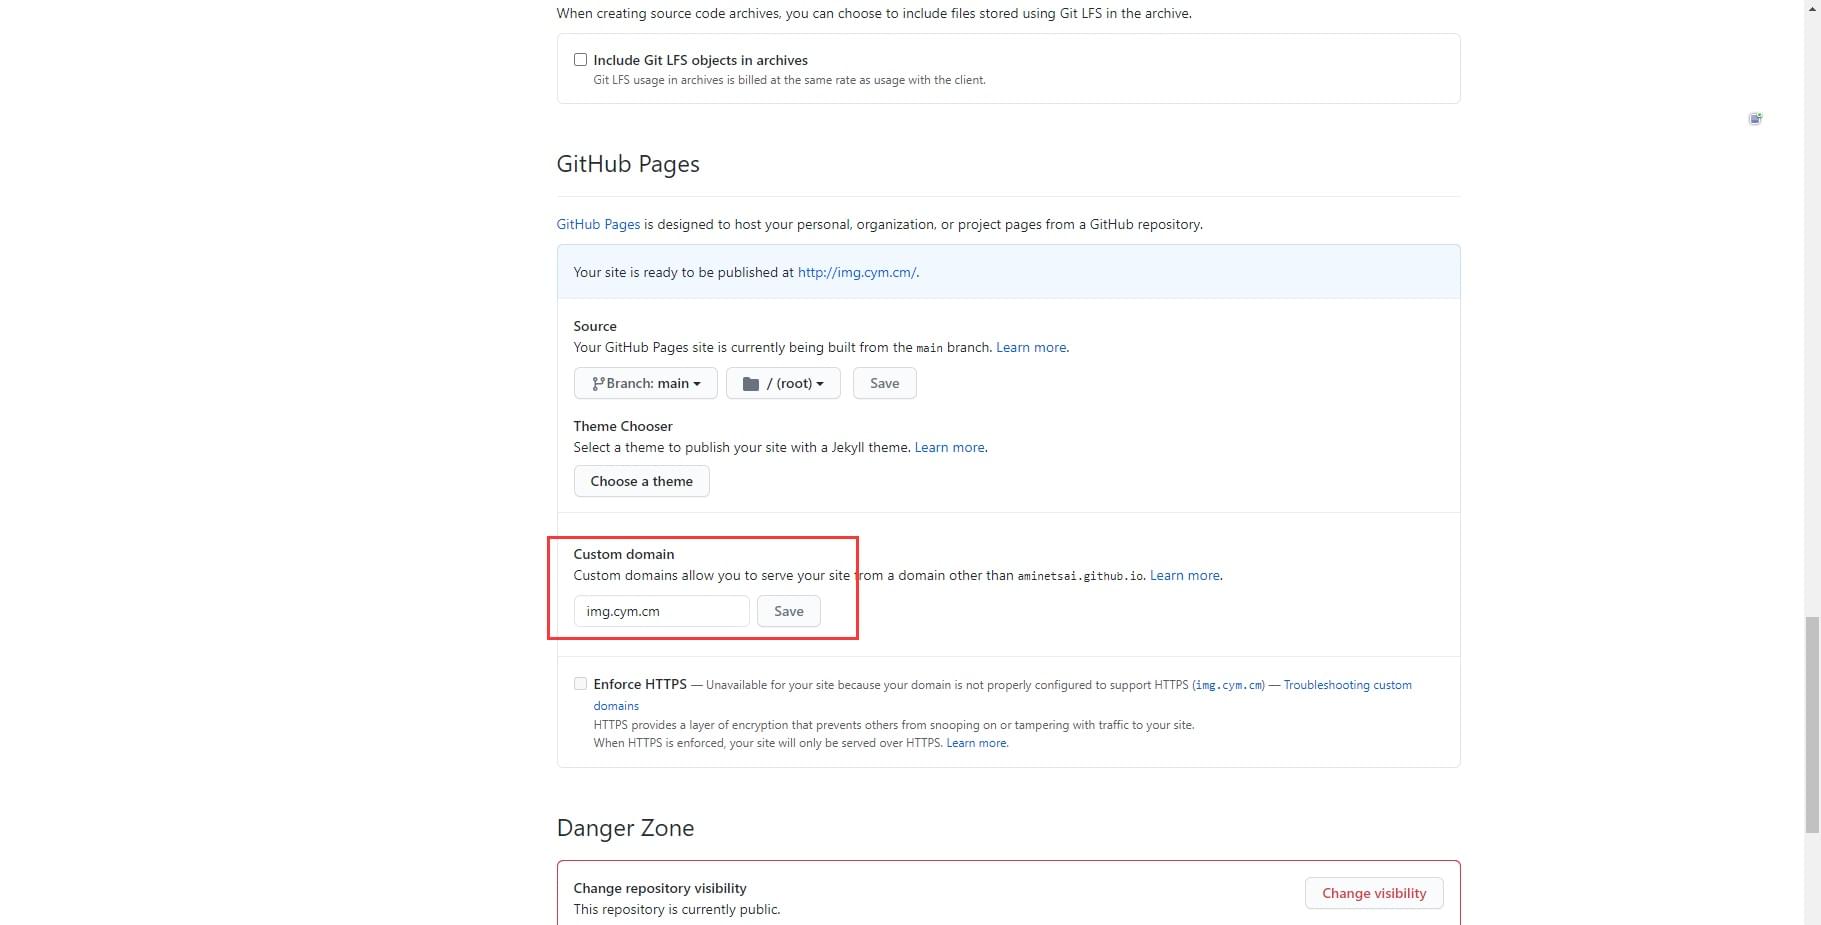 When creating source code archives, you can choose to include files stored using Git LFS in the archive.
Include Git LFS objects in archives
Git LFS usage in archives is billed at the same rate as usage with the client.
GitHub Pages
GitHub Pages is designed to host your personal, organization, or project pages from a GitHub repository.
Your site is ready to be published at http://img.cym.cm/.
Source
Your GitHub Pages site is currently being built from the main branch. Learn more.
Branch: main / (root) Save
Theme Chooser
Select a theme to publish your site with a Jekyll theme. Learn more.
Choose a theme
Custom domain
Custom domains allow you to serve your site from a domain other than aminetsai.github.io. Learn more.
img.cym.cm Save
Enforce HTTPS — Unavailable for your site because your domain is not properly configured to support HTTPS (img.cym.cm) — Troubleshooting custom
domains
HTTPS provides a layer of encryption that prevents others from snooping on or tampering with traffic to your site.
When HTTPS is enforced, your site will only be served over HTTPS. Learn more.
Danger Zone
Change repository visibility
This repository is currently public.
Change visibility